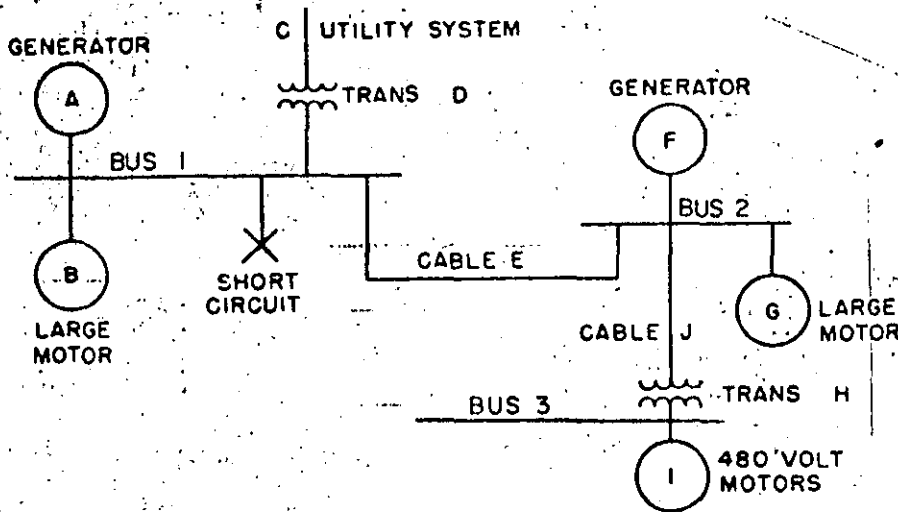 C UTILITY SYSTEM
GENERATOR
A
TRANS D
GENERATOR
F
BUS 1
BUS 2
B
SHORT
CIRCUIT
CABLE E
G
LARGE
MOTOR
LARGE
MOTOR
CABLE J
TRANS H
BUS 3
I
480 VOLT
MOTORS